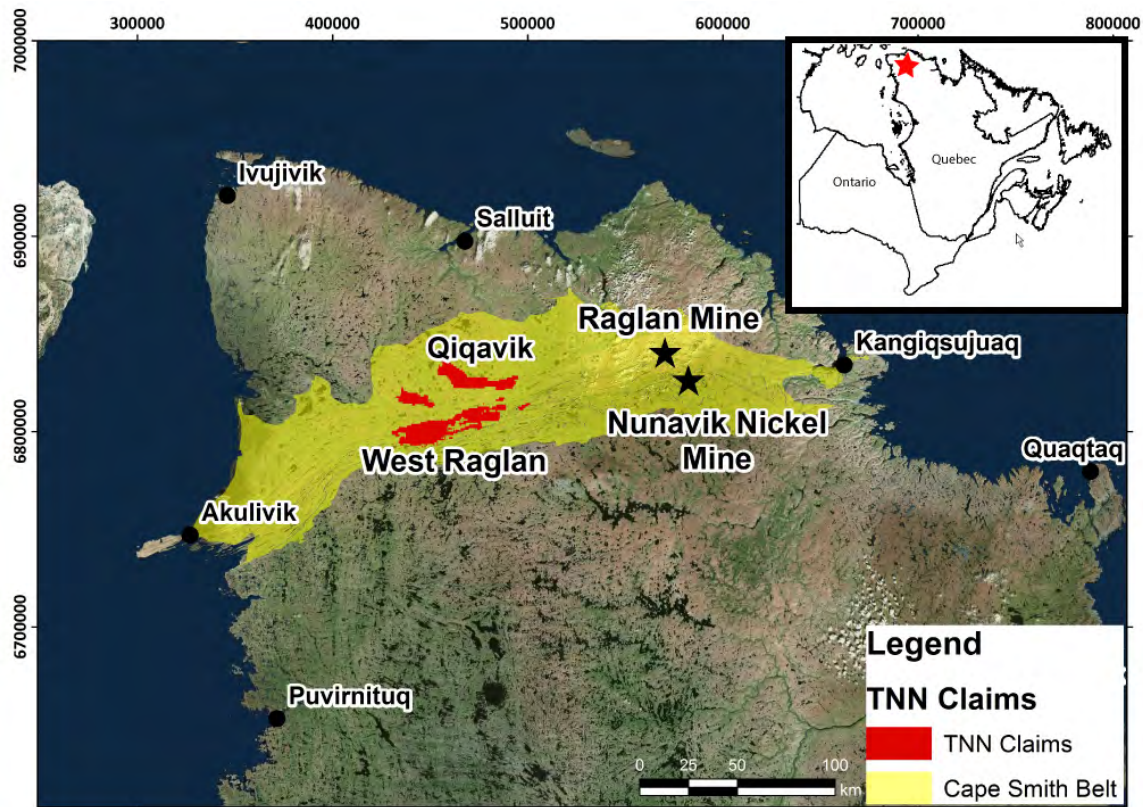 300000
400000
500000
600000
700000
800000
7000000
6900000
6800000
6700000
Ontario
Quebec
Ivujivik
Salluit
Raglan Mine
Kangiqsujuaq
Qiqavik
Nunavik Nickel
Mine
West Raglan
Quaqtaq
Akulivik
Puvirnituq
0 25 50 100
km
Legend
TNN Claims
TNN Claims
Cape Smith Belt